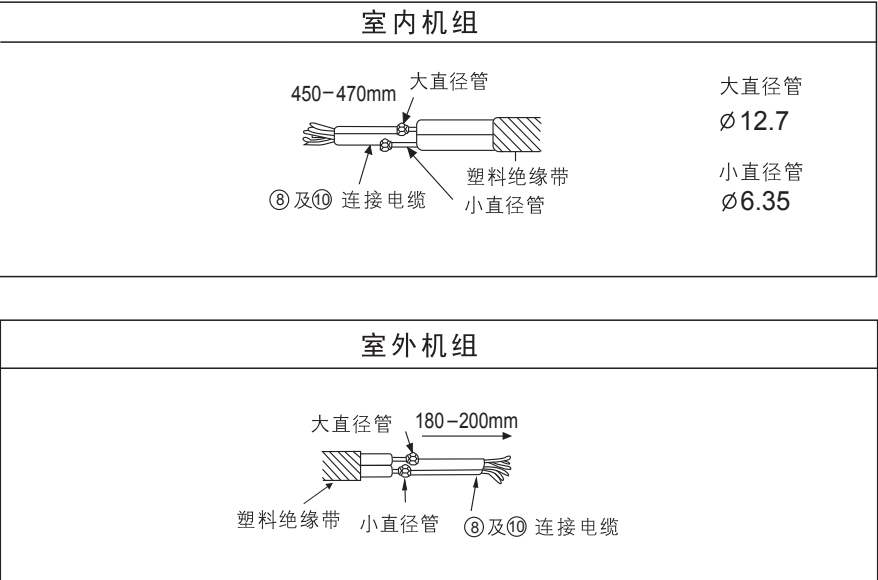 室内机组
450-470mm
大直径管
塑料绝缘带
⑧及⑩ 连接电缆
小直径管
大直径管
Ø12.7
小直径管
Ø6.35
室外机组
大直径管
180-200mm
塑料绝缘带
小直径管
⑧及⑩ 连接电缆